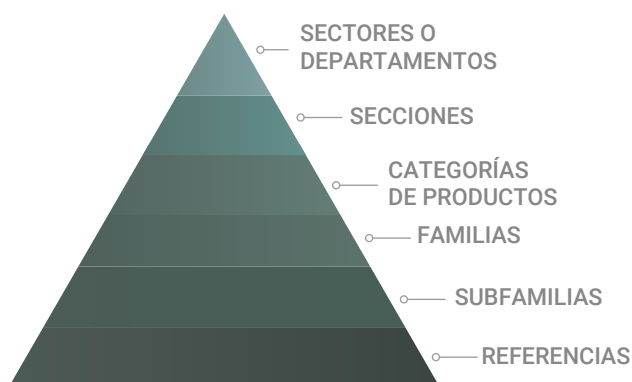 SECTORES O
DEPARTAMENTOS
SECCIONES
CATEGORÍAS
DE PRODUCTOS
FAMILIAS
SUBFAMILIAS
REFERENCIAS